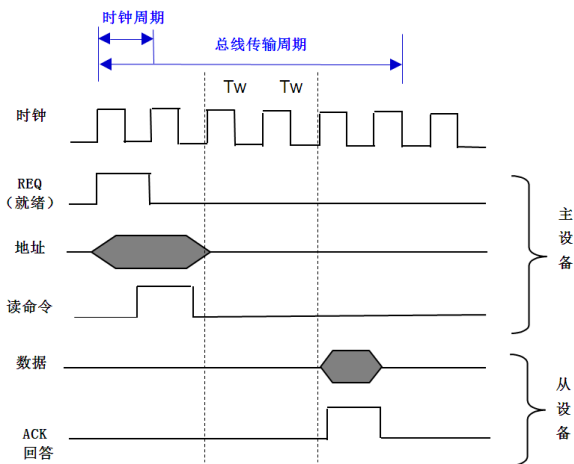 时钟周期
总线传输周期
Tw Tw
时钟
REQ
（就绪）
地址
读命令
主设备
数据
ACK
回答
从设备